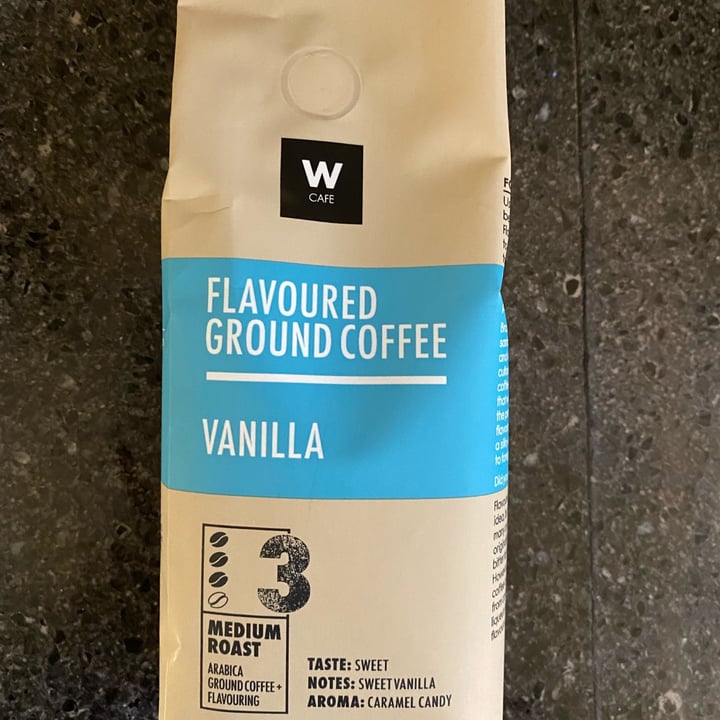 W
CAFE
FLAVOURED
GROUND COFFEE
VANILLA
3
MEDIUM
ROAST
ARABICA
GROUND COFFEE +
FLAVOURING
TASTE: SWEET
NOTES: SWEET VANILLA
AROMA: CARAMEL CANDY